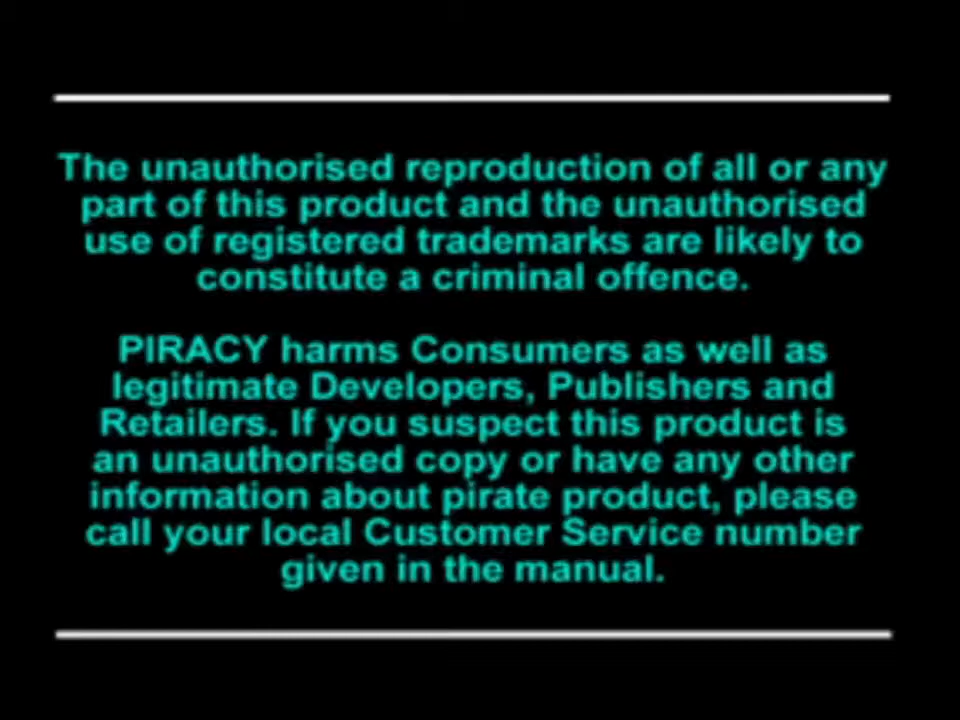 The unauthorised reproduction of all or any
part of this product and the unauthorised
use of registered trademarks are likely to
constitute a criminal offence.
PIRACY harms Consumers as well as
legitimate Developers, Publishers and
Retailers. If you suspect this product is
an unauthorised copy or have any other
information about pirate product, please
call your local Customer Service number
given in the manual.